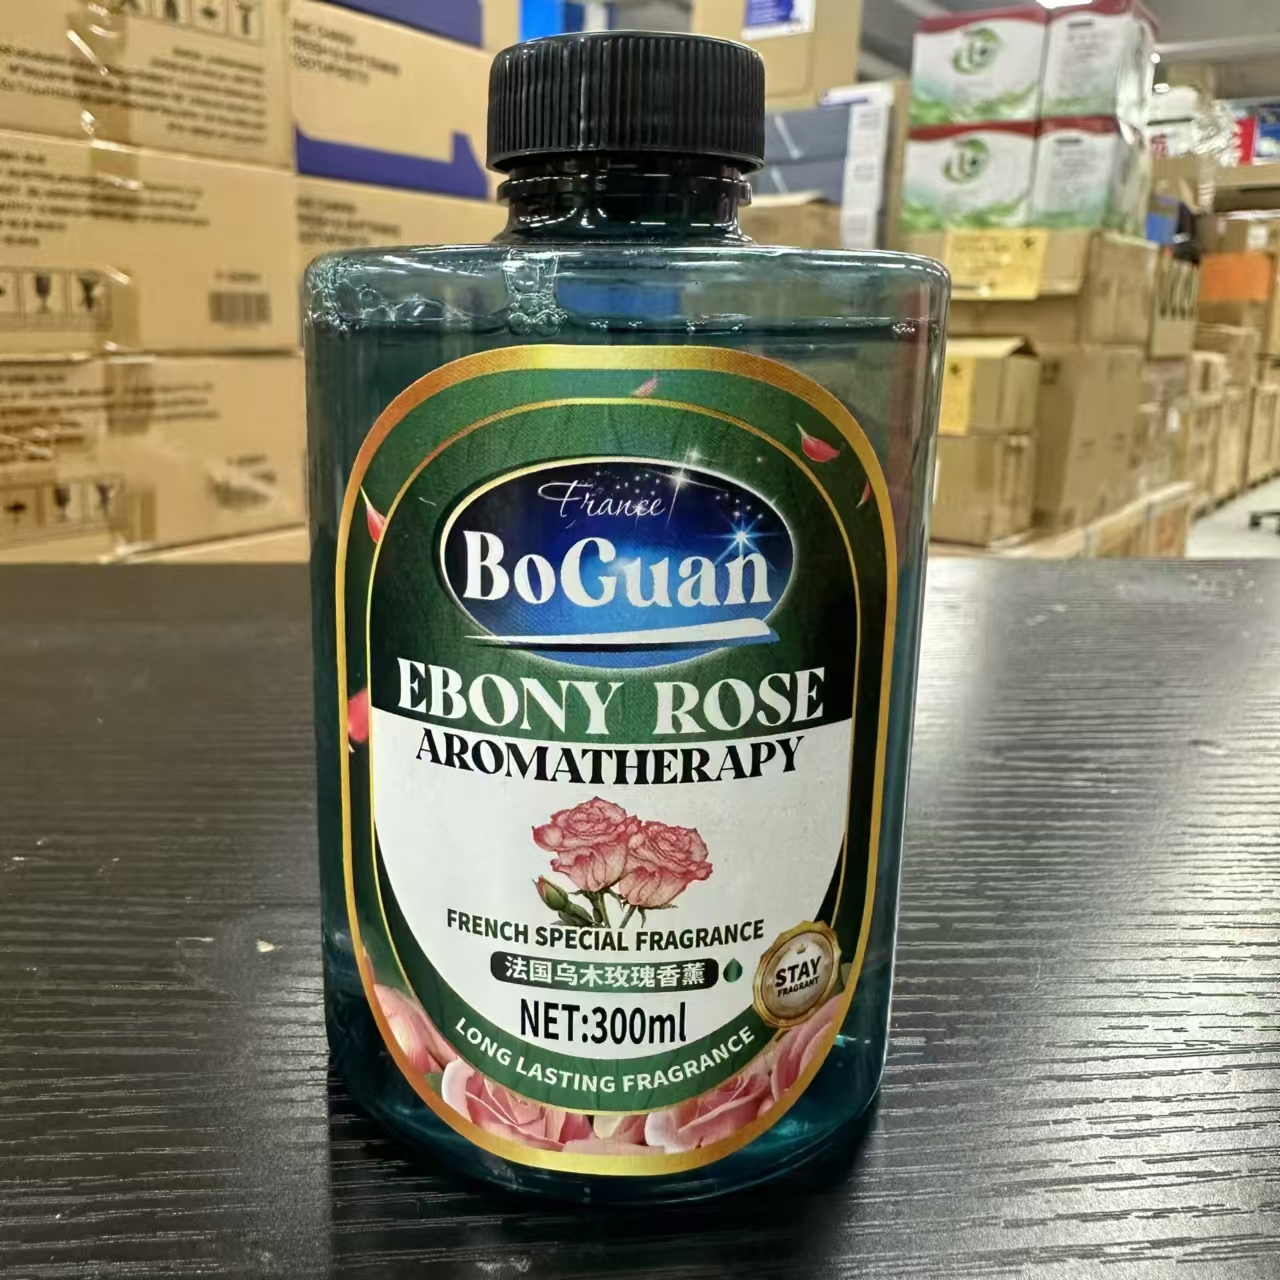 France
BoGuan
EBONY ROSE
AROMATHERAPY
FRENCH SPECIAL FRAGRANCE
法国乌木玫瑰香薰
STAY
FRAGRANT
NET:300ml
LONG LASTING FRAGRANCE